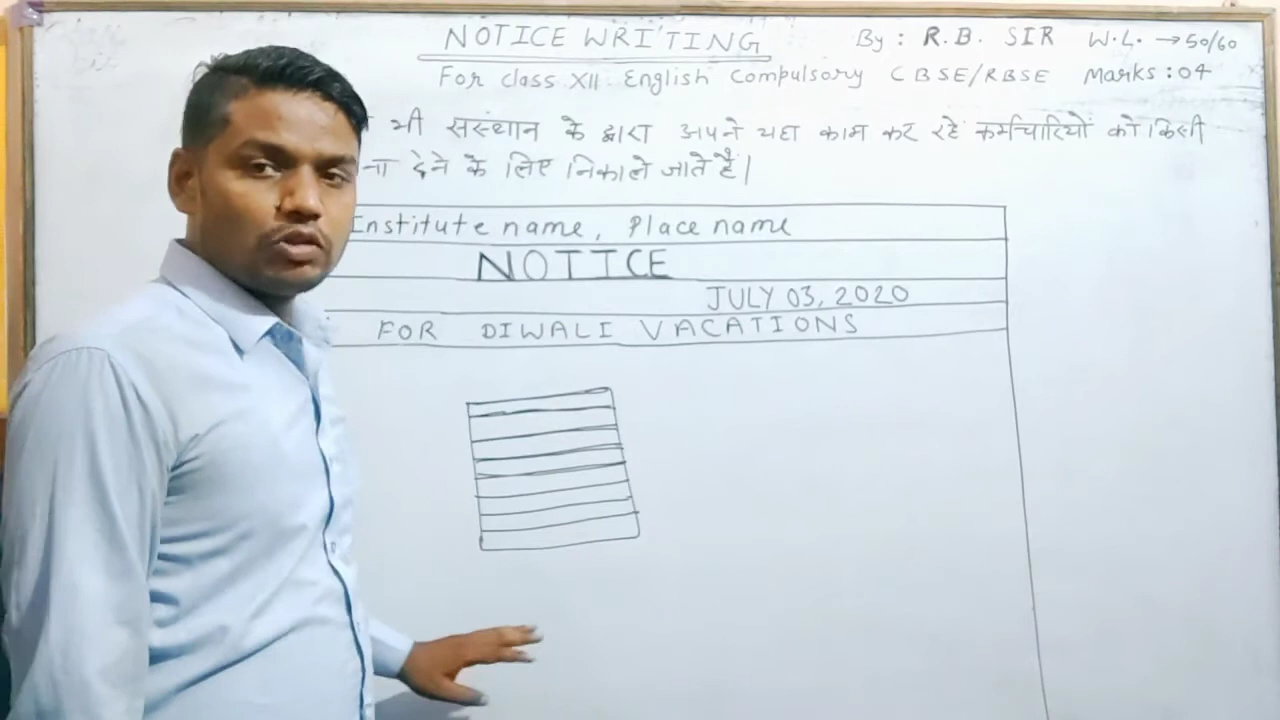 NOTICE WRITING By : R.B. SIR W.L. → 50/60
For class XII English Compulsory CBSE/RBSE Marks : 04
भी संस्थान के द्वारा अपने यहा काम कर रहे कर्मचारियों को किसी
ना देने के लिए निकाले जाते है।
Institute name, Place name
NOTICE
JULY 03, 2020
FOR DIWALI VACATIONS